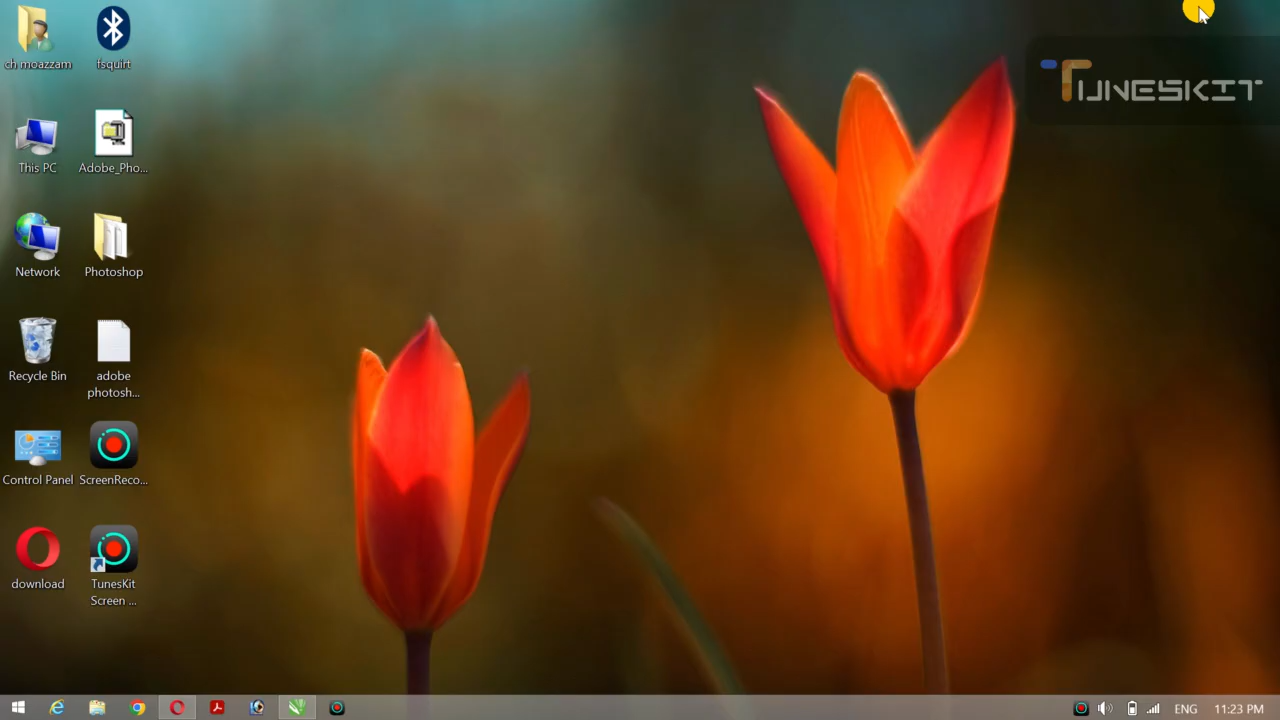 ch moazzam
fsquirt
This PC
Adobe_Pho...
Network
Photoshop
Recycle Bin
adobe
photosh...
Control Panel
ScreenReco...
download
TunesKit
Screen ...
TUNESKIT
ENG
11:23 PM